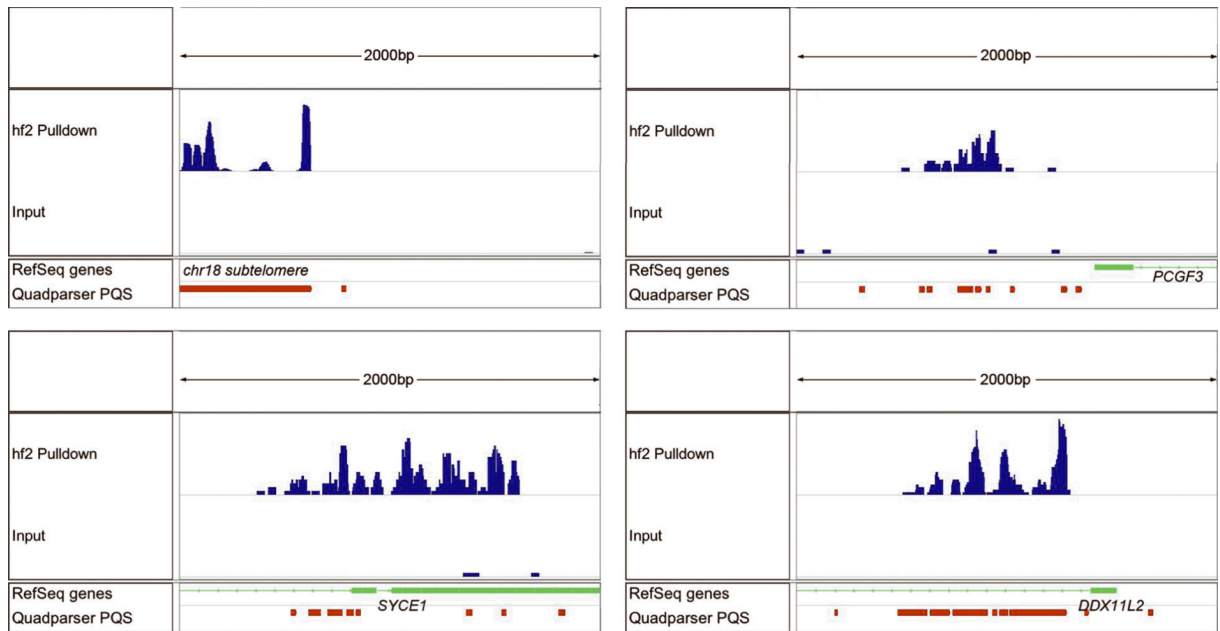 2000bp
hf2 Pulldown
Input
RefSeq genes
chr18 subtelomere
Quadparser PQS
2000bp
hf2 Pulldown
Input
RefSeq genes
PCGF3
Quadparser PQS
2000bp
hf2 Pulldown
Input
RefSeq genes
SYCE1
Quadparser PQS
2000bp
hf2 Pulldown
Input
RefSeq genes
DDX11L2
Quadparser PQS